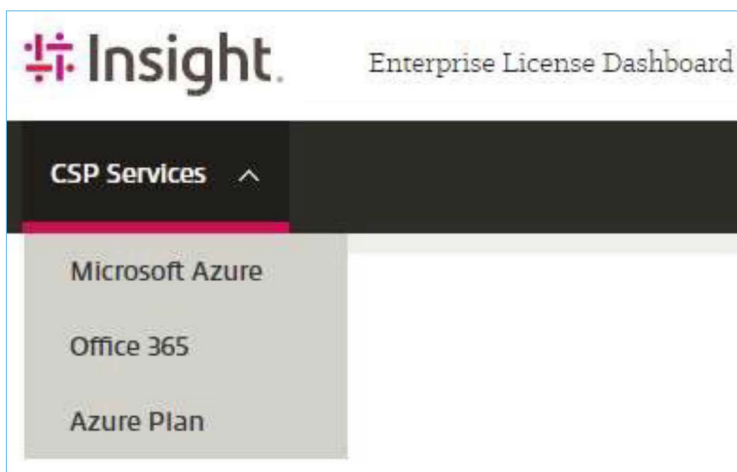 Insight.
Enterprise License Dashboard
CSP Services
Microsoft Azure
Office 365
Azure Plan